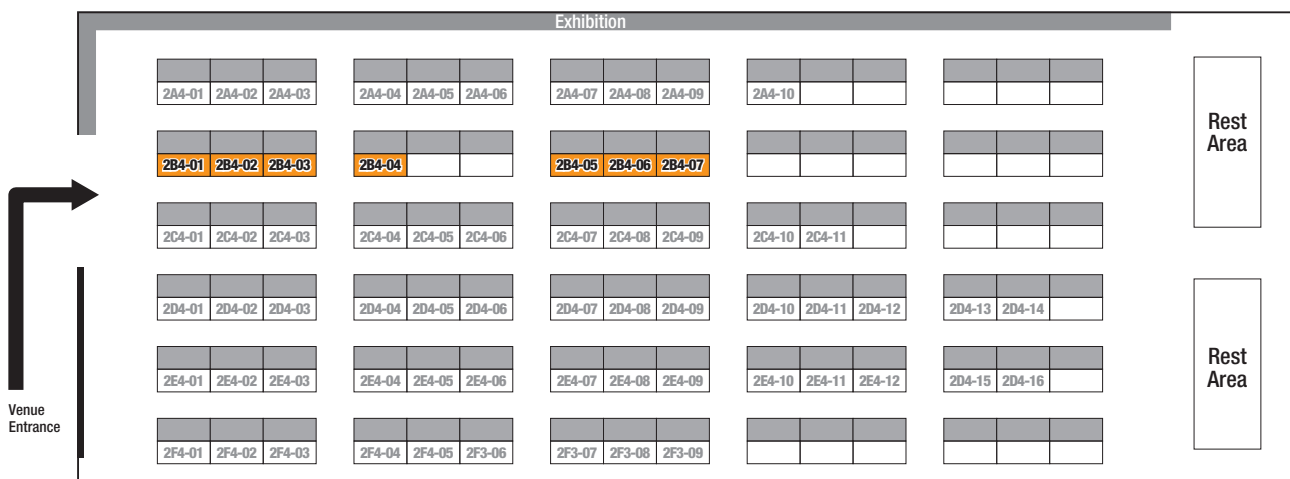 Exhibition
2A4-01 2A4-02 2A4-03 2A4-04 2A4-05 2A4-06 2A4-07 2A4-08 2A4-09 2A4-10
Rest
Area
2B4-01 2B4-02 2B4-03 2B4-04 2B4-05 2B4-06 2B4-07
2C4-01 2C4-02 2C4-03 2C4-04 2C4-05 2C4-06 2C4-07 2C4-08 2C4-09 2C4-10 2C4-11
2D4-01 2D4-02 2D4-03 2D4-04 2D4-05 2D4-06 2D4-07 2D4-08 2D4-09 2D4-10 2D4-11 2D4-12 2D4-13 2D4-14
2E4-01 2E4-02 2E4-03 2E4-04 2E4-05 2E4-06 2E4-07 2E4-08 2E4-09 2E4-10 2E4-11 2E4-12 2D4-15 2D4-16
Rest
Area
Venue
Entrance
2F4-01 2F4-02 2F4-03 2F4-04 2F4-05 2F3-06 2F3-07 2F3-08 2F3-09